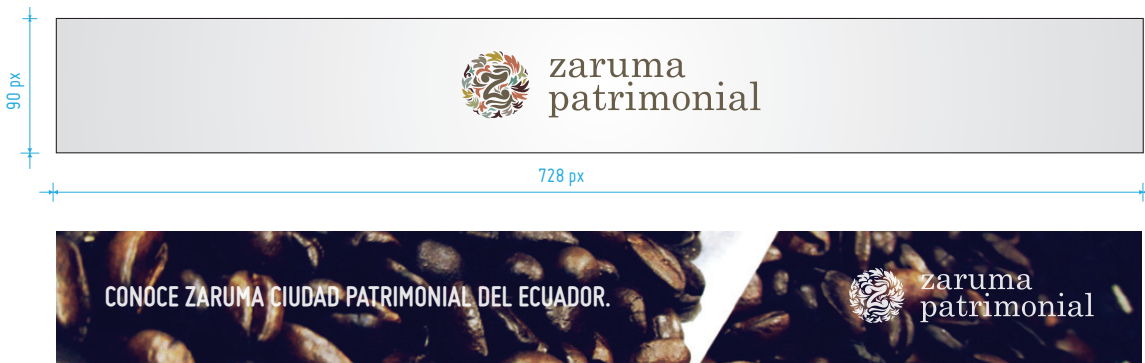 90 px
zaruma
patrimonial
728 px
CONOCE ZARUMA CIUDAD PATRIMONIAL DEL ECUADOR.
zaruma
patrimonial